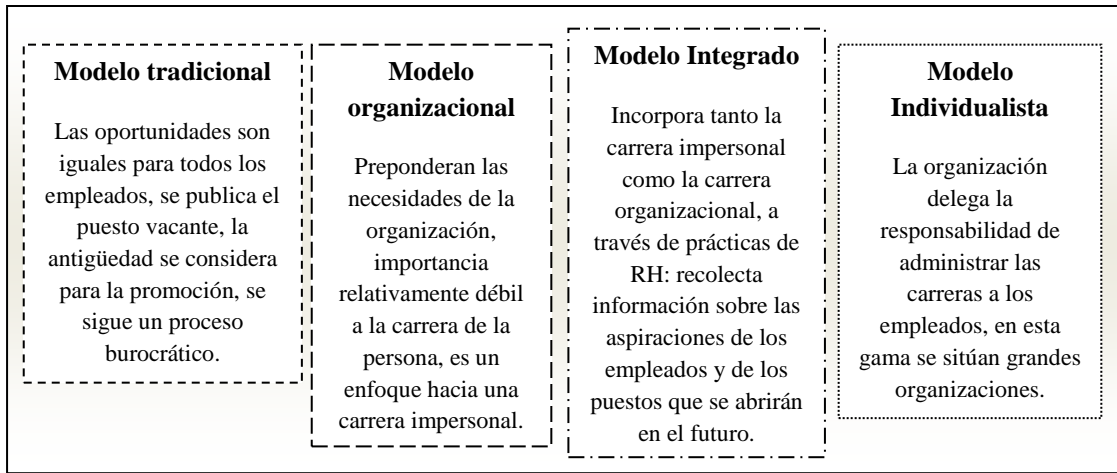 Modelo tradicional
Las oportunidades son
iguales para todos los
empleados, se publica el
puesto vacante, la
antigüedad se considera
para la promoción, se
sigue un proceso
burocrático.
Modelo
organizacional
Preponderan las
necesidades de la
organización,
importancia
relativamente débil
a la carrera de la
persona, es un
enfoque hacia una
carrera impersonal.
Modelo Integrado
Incorpora tanto la
carrera impersonal
como la carrera
organizacional, a
través de prácticas de
RH: recolecta
información sobre las
aspiraciones de los
empleados y de los
puestos que se abrirán
en el futuro.
Modelo
Individualista
La organización
delega la
responsabilidad de
administrar las
carreras a los
empleados, en esta
gama se sitúan grandes
organizaciones.